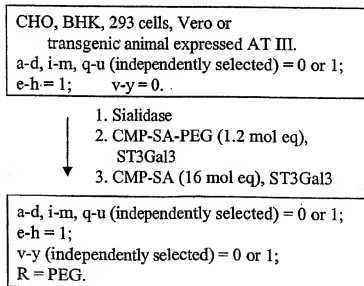 CHO, BHK, 293 cells, Vero or
transgenic animal expressed AT III.
a-d, i-m, q-u (independently selected) = 0 or 1;
e-h = 1; v-y = 0.
1. Sialidase
2. CMP-SA-PEG (1.2 mol eq),
ST3Gal3
3. CMP-SA (16 mol eq), ST3Gal3
a-d, i-m, q-u (independently selected) = 0 or 1;
e-h = 1;
v-y (independently selected) = 0 or 1;
R = PEG.